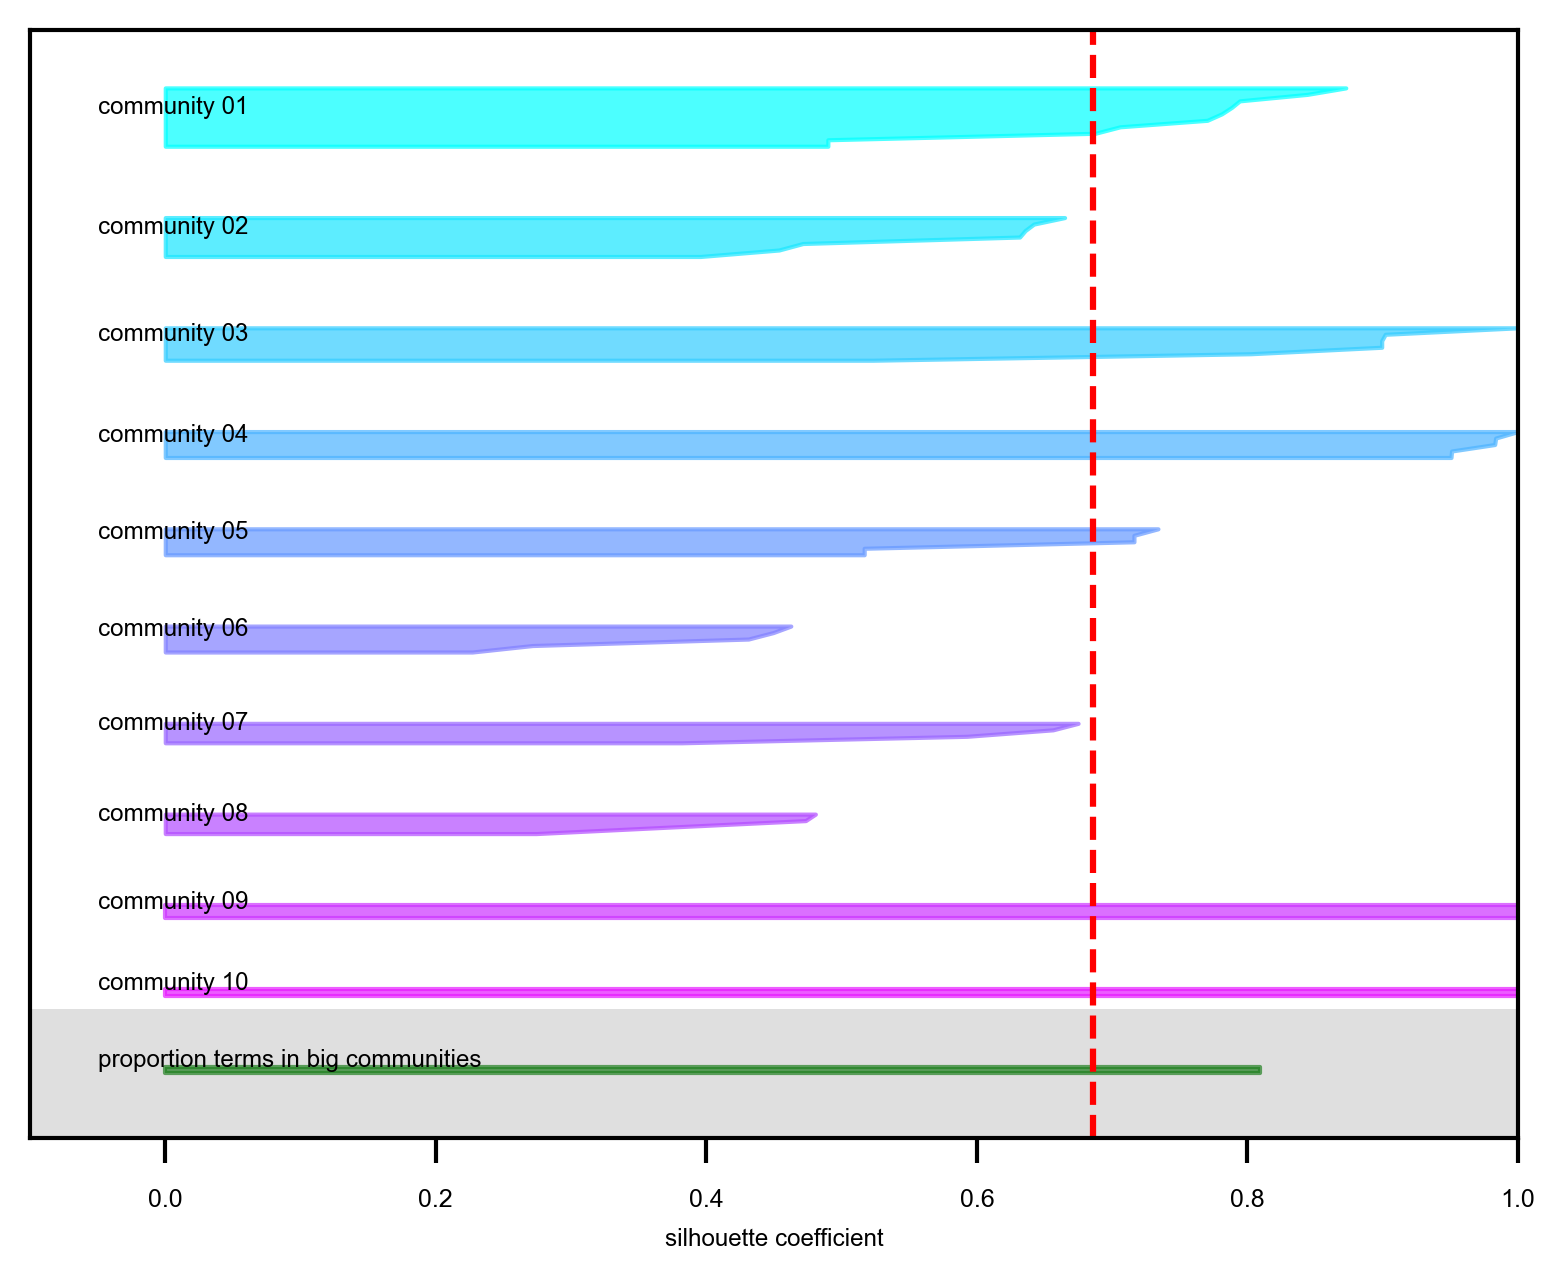 community 01
community 02
community 03
community 04
community 05
community 06
community 07
community 08
community 09
community 10
proportion terms in big communities
0.0 0.2 0.4 0.6 0.8 1.0
silhouette coefficient